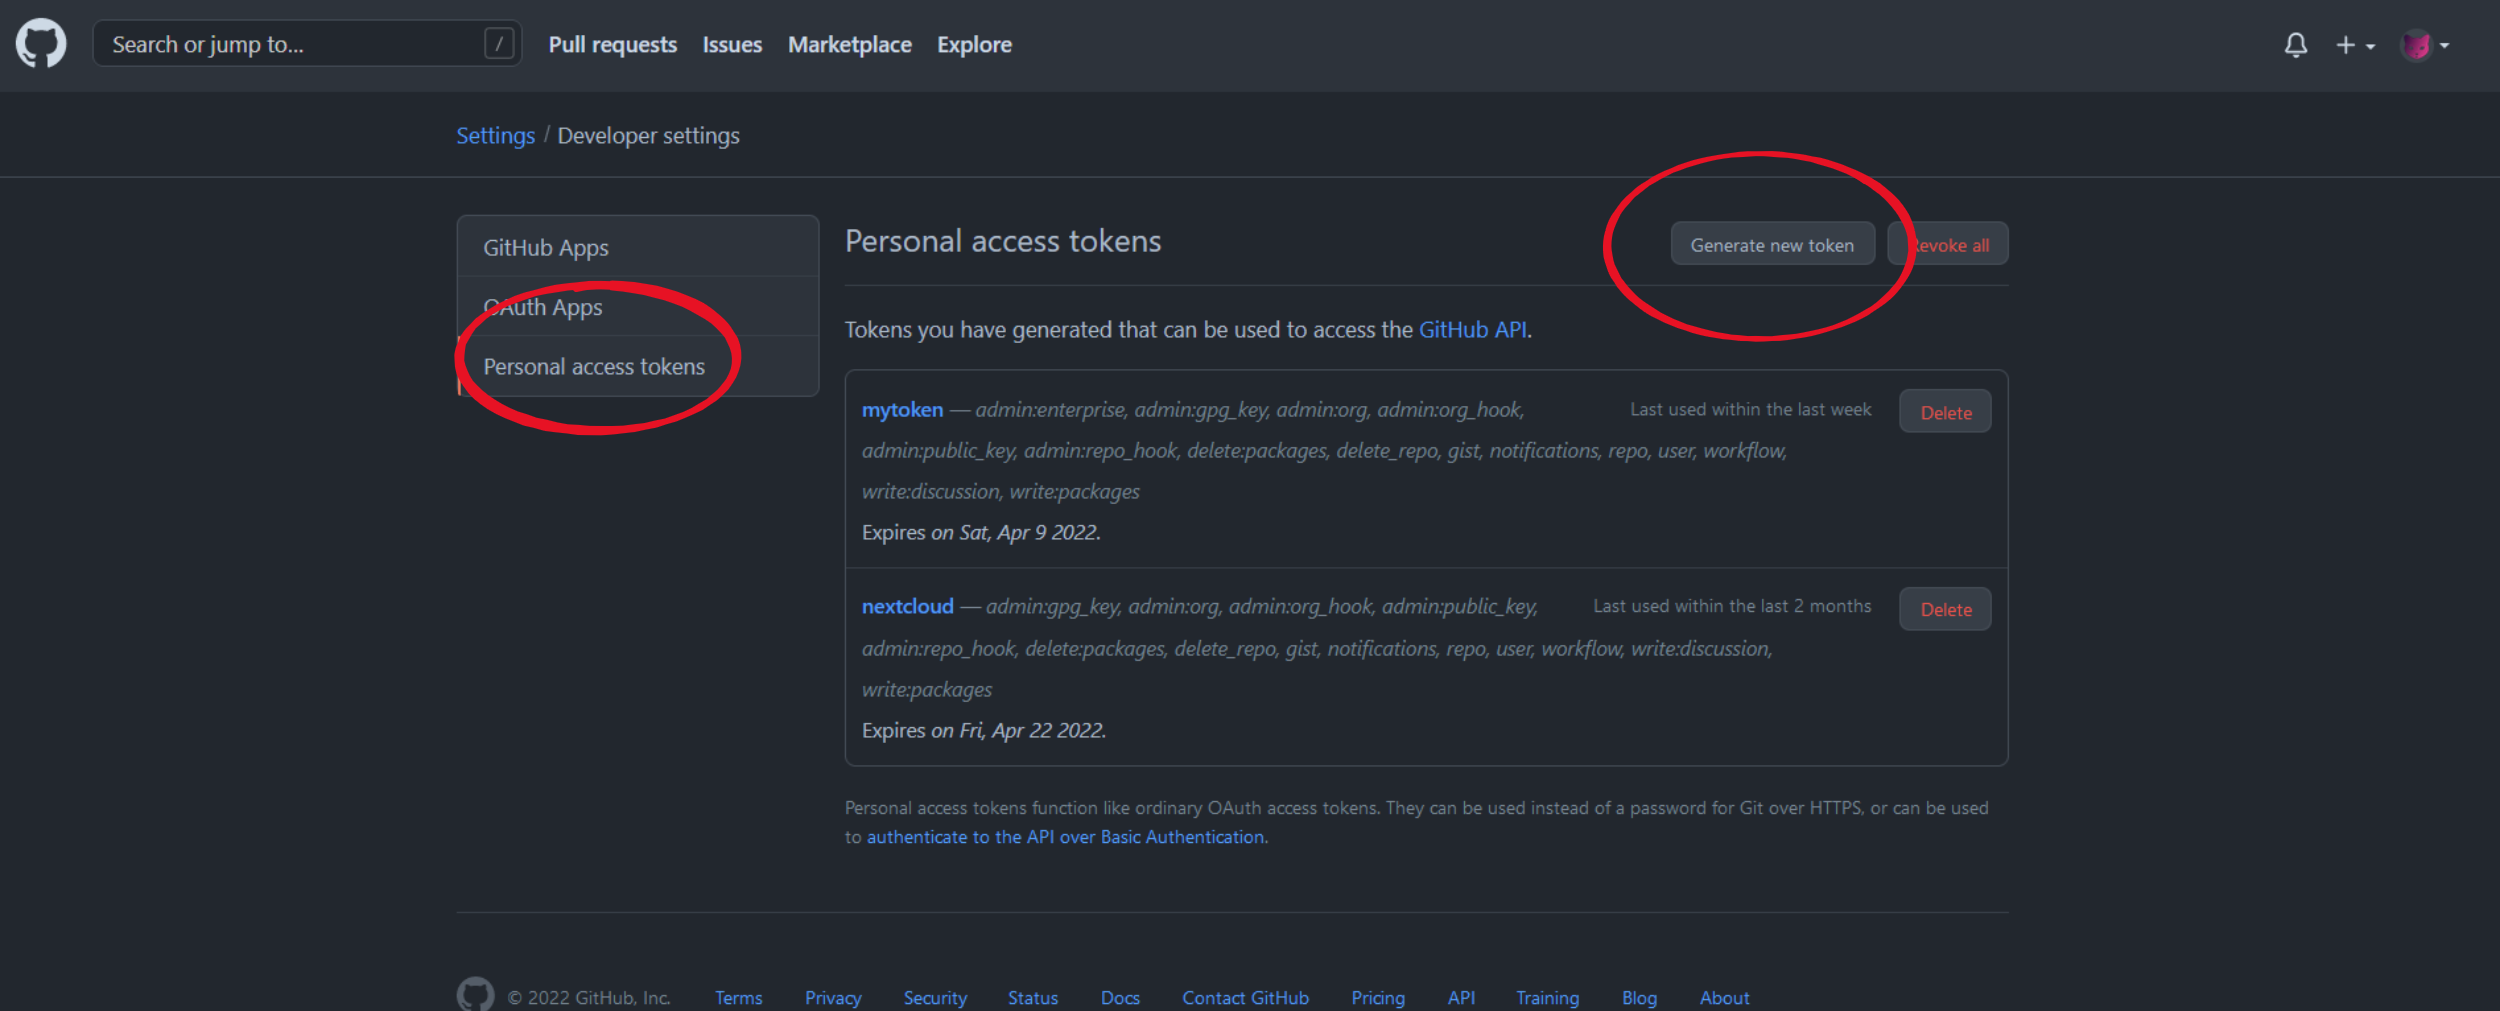 Search or jump to... /
Pull requests Issues Marketplace Explore
Settings / Developer settings
GitHub Apps
OAuth Apps
Personal access tokens
Personal access tokens
Generate new token
Revoke all
Tokens you have generated that can be used to access the GitHub API.
mytoken — admin:enterprise, admin:gpg_key, admin:org, admin:org_hook,
admin:public_key, admin:repo_hook, delete:packages, delete_repo, gist, notifications, repo, user, workflow,
write:discussion, write:packages
Last used within the last week
Delete
Expires on Sat, Apr 9 2022.
nextcloud — admin:gpg_key, admin:org, admin:org_hook, admin:public_key,
admin:repo_hook, delete:packages, delete_repo, gist, notifications, repo, user, workflow, write:discussion,
write:packages
Last used within the last 2 months
Delete
Expires on Fri, Apr 22 2022.
Personal access tokens function like ordinary OAuth access tokens. They can be used instead of a password for Git over HTTPS, or can be used
to authenticate to the API over Basic Authentication.
© 2022 GitHub, Inc. Terms Privacy Security Status Docs Contact GitHub Pricing API Training Blog About